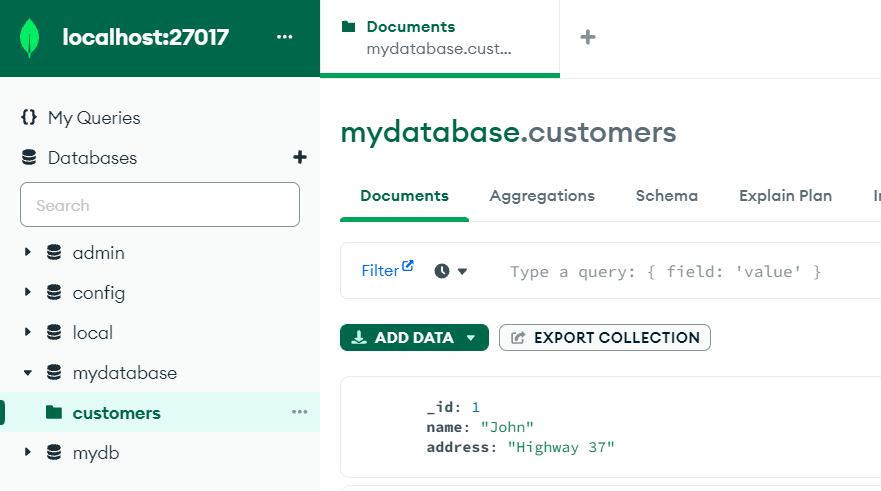 localhost:27017
Documents
mydatabase.cust...
My Queries
Databases
Search
admin
config
local
mydatabase
customers
mydb
mydatabase.customers
Documents Aggregations Schema Explain Plan
Filter Type a query: { field: 'value' }
ADD DATA EXPORT COLLECTION
_id: 1
name: "John"
address: "Highway 37"